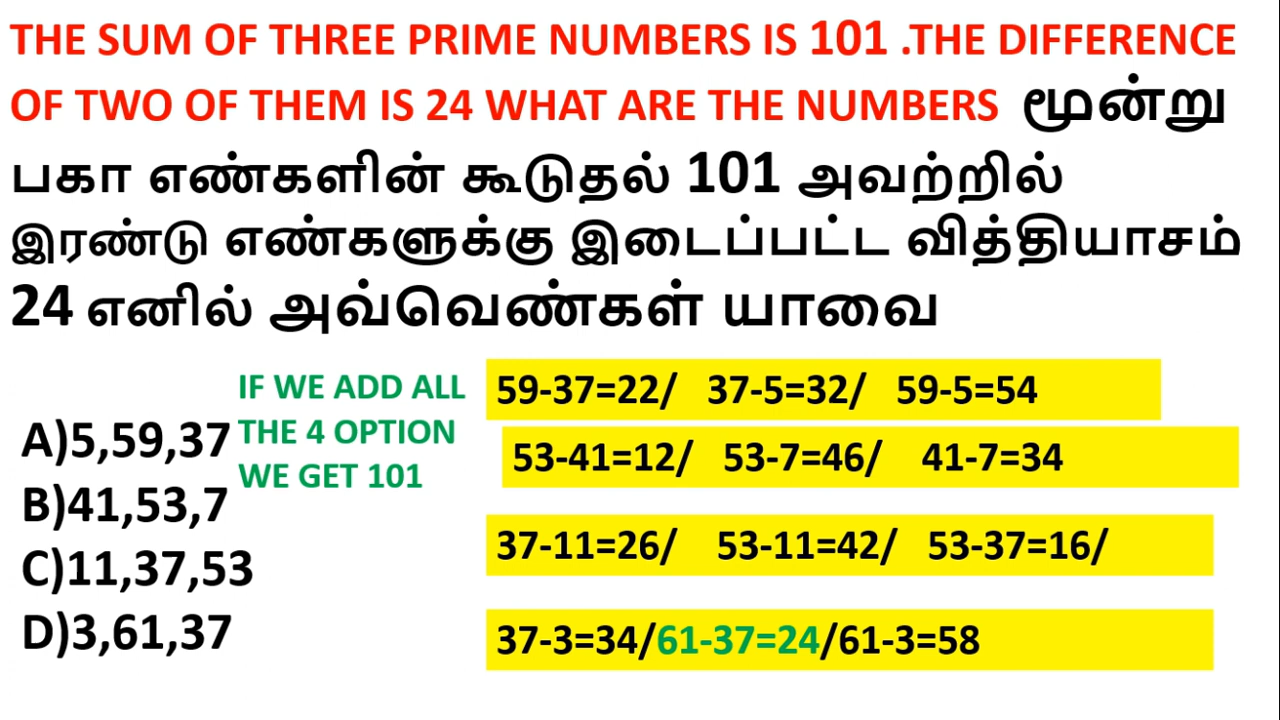 THE SUM OF THREE PRIME NUMBERS IS 101 .THE DIFFERENCE
OF TWO OF THEM IS 24 WHAT ARE THE NUMBERS மூன்று
பகா எண்களின் கூடுதல் 101 அவற்றில்
இரண்டு எண்களுக்கு இடைப்பட்ட வித்தியாசம்
24 எனில் அவ்வெண்கள் யாவை
IF WE ADD ALL
THE 4 OPTION
WE GET 101
A)5,59,37
B)41,53,7
C)11,37,53
D)3,61,37
59-37=22/ 37-5=32/ 59-5=54
53-41=12/ 53-7=46/ 41-7=34
37-11=26/ 53-11=42/ 53-37=16/
37-3=34/61-37=24/61-3=58